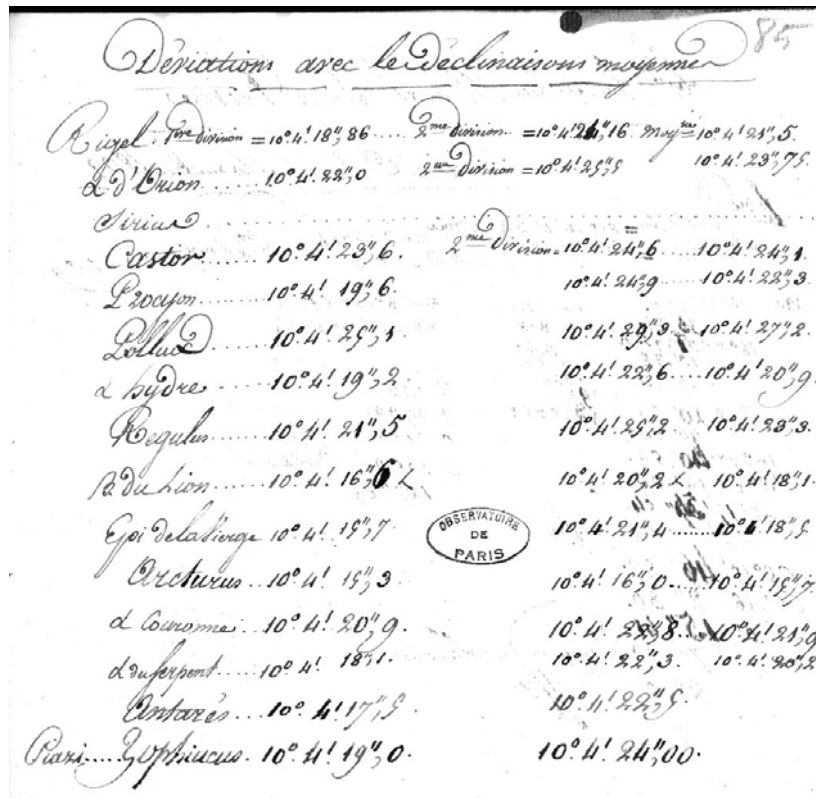 85
Déviations avec les Déclinaisons moyennes
Rigel. 1ère Division = 10° 4' 18",86 .... 2me Division = 10° 4' 24",16. moyne = 10° 4' 21",5.
α d'Orion ...... 10° 4' 22",0 2me Division = 10° 4' 25",5 10° 4' 23",75.
Sirius
Castor ...... 10° 4' 23",6. 2me Division = 10° 4' 24",6 ..... 10° 4' 24",1.
Procyon ...... 10° 4' 19",6. 10° 4' 24",9 ..... 10° 4' 22",3.
Pollux ..... 10° 4' 25",1 10° 4' 29",3 .. 10° 4' 27",2.
α hydre ..... 10° 4' 19",2 10° 4' 22",6 ..... 10° 4' 20",9.
Regulus ....... 10° 4' 21",5 10° 4' 25",2 10° 4' 23",3.
β du Lion ..... 10° 4' 16",6 < 10° 4' 20",2 < 10° 4' 18",1.
Epi de la Vierge 10° 4' 15",7 10° 4' 21",4 ....... 10° 4' 18",5.
OBSERVATOIRE
DE
PARIS
Arcturus .. 10° 4' 15",3 10° 4' 16",0 ..... 10° 4' 15",7.
α Couronne .. 10° 4' 20",9. 10° 4' 22",8 .. 10° 4' 21",9
α du Serpent ..... 10° 4' 18",1. 10° 4' 22",3. 10° 4' 20",2
Antarés ... 10° 4' 17",5. 10° 4' 22",5.
Piazi ..... ophiucus. 10° 4' 19",0. 10° 4' 24",00.